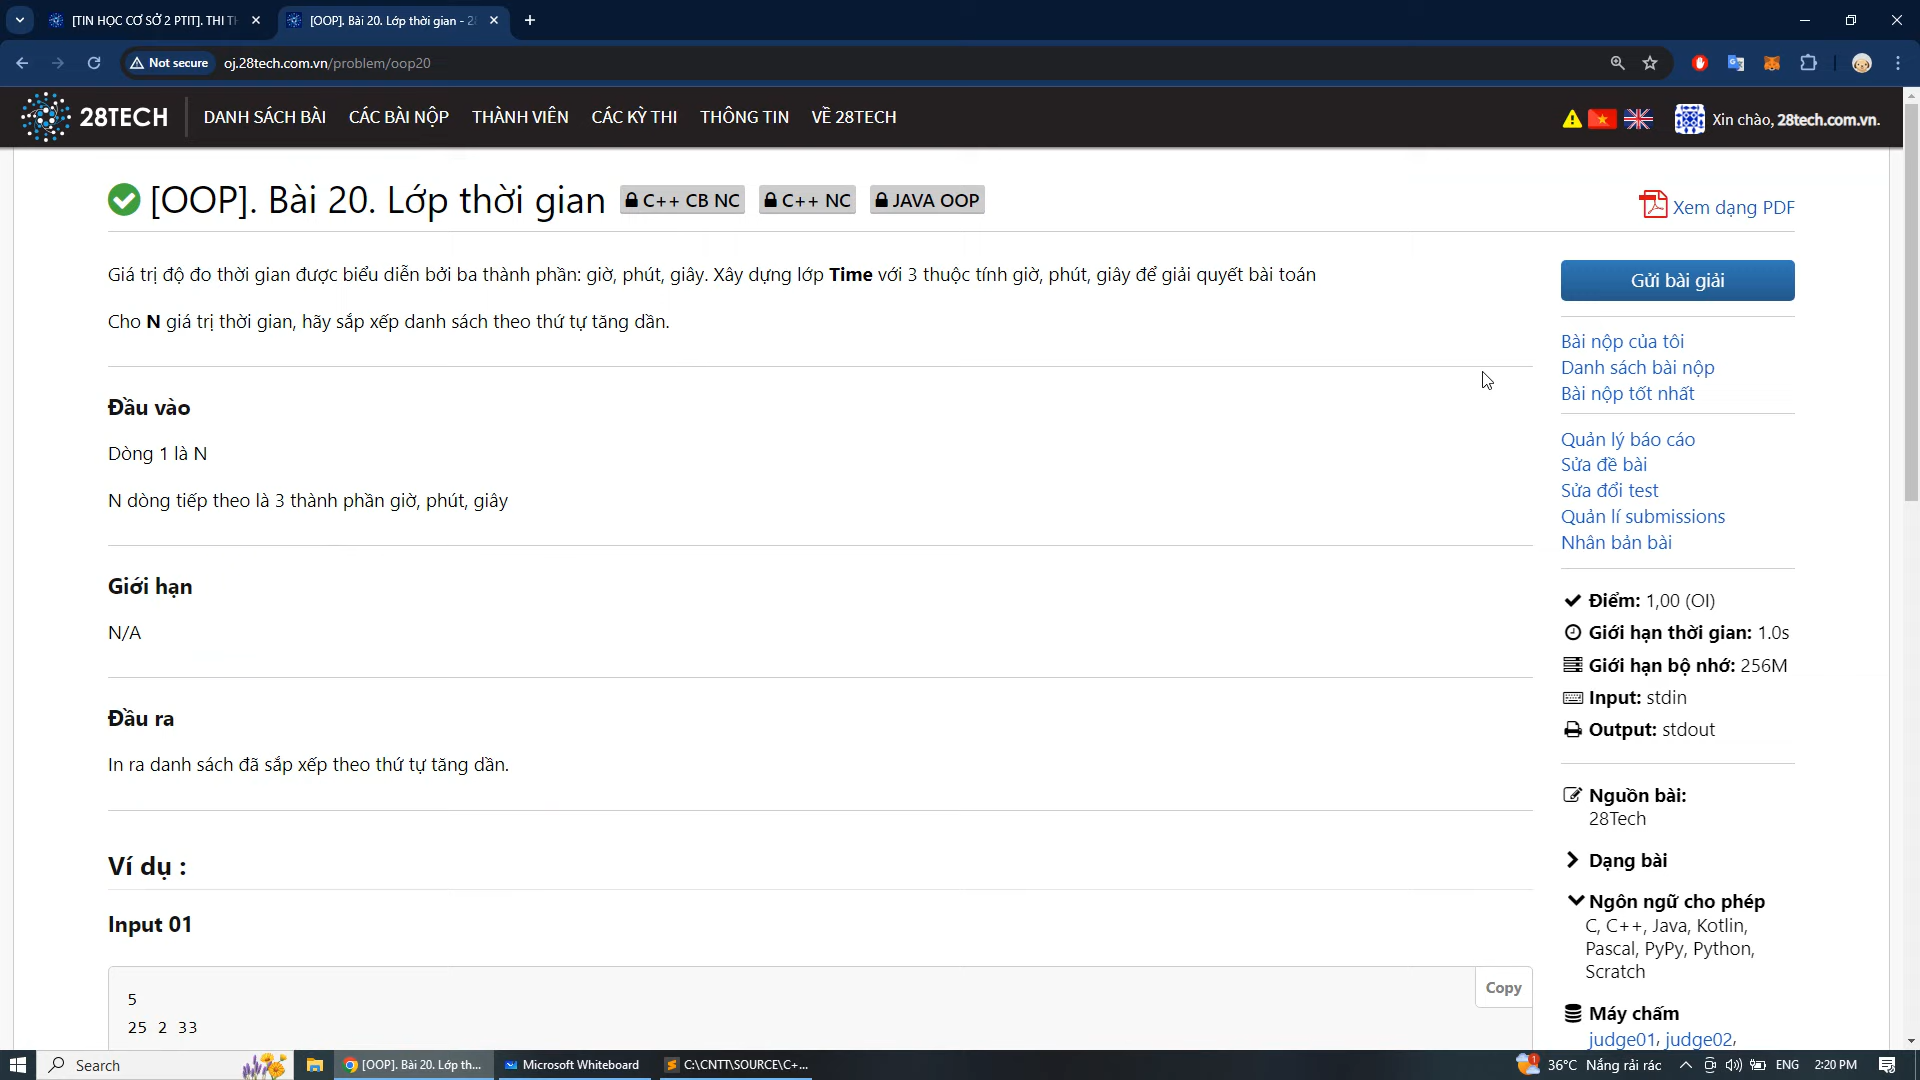 [TIN HỌC CƠ SỞ 2 PTIT]. THI T
[OOP]. Bài 20. Lớp thời gian - 2
Not secure
oj.28tech.com.vn/problem/oop20
28TECH
DANH SÁCH BÀI
CÁC BÀI NỘP
THÀNH VIÊN
CÁC KỲ THI
THÔNG TIN
VỀ 28TECH
Xin chào, 28tech.com.vn.
[OOP]. Bài 20. Lớp thời gian
C++ CB NC
C++ NC
JAVA OOP
Xem dạng PDF
Giá trị độ đo thời gian được biểu diễn bởi ba thành phần: giờ, phút, giây. Xây dựng lớp Time với 3 thuộc tính giờ, phút, giây để giải quyết bài toán
Cho N giá trị thời gian, hãy sắp xếp danh sách theo thứ tự tăng dần.
Đầu vào
Dòng 1 là N
N dòng tiếp theo là 3 thành phần giờ, phút, giây
Giới hạn
N/A
Đầu ra
In ra danh sách đã sắp xếp theo thứ tự tăng dần.
Ví dụ :
Input 01
Copy
5
25 2 33
Gửi bài giải
Bài nộp của tôi
Danh sách bài nộp
Bài nộp tốt nhất
Quản lý báo cáo
Sửa đề bài
Sửa đổi test
Quản lí submissions
Nhân bản bài
Điểm: 1,00 (OI)
Giới hạn thời gian: 1.0s
Giới hạn bộ nhớ: 256M
Input: stdin
Output: stdout
Nguồn bài:
28Tech
Dạng bài
Ngôn ngữ cho phép
C, C++, Java, Kotlin,
Pascal, PyPy, Python,
Scratch
Máy chấm
judge01, judge02,
Search
[OOP]. Bài 20. Lớp th...
Microsoft Whiteboard
C:\CNTT\SOURCE\C+...
1
36°C Nắng rải rác
ENG
2:20 PM